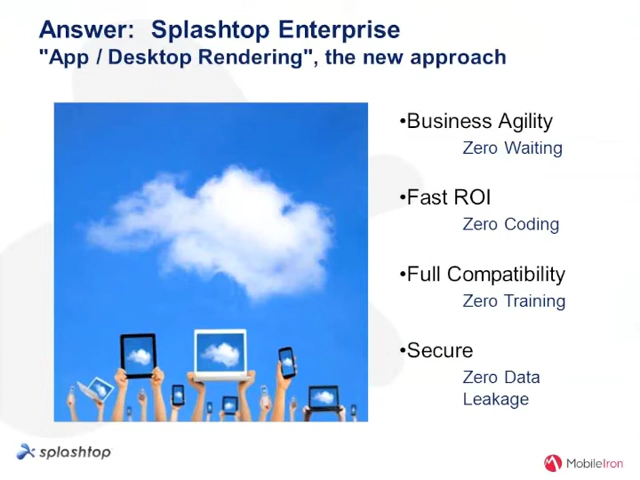 Answer: Splashtop Enterprise
"App / Desktop Rendering", the new approach
•Business Agility
Zero Waiting
•Fast ROI
Zero Coding
•Full Compatibility
Zero Training
•Secure
Zero Data
Leakage
splashtop
MobileIron